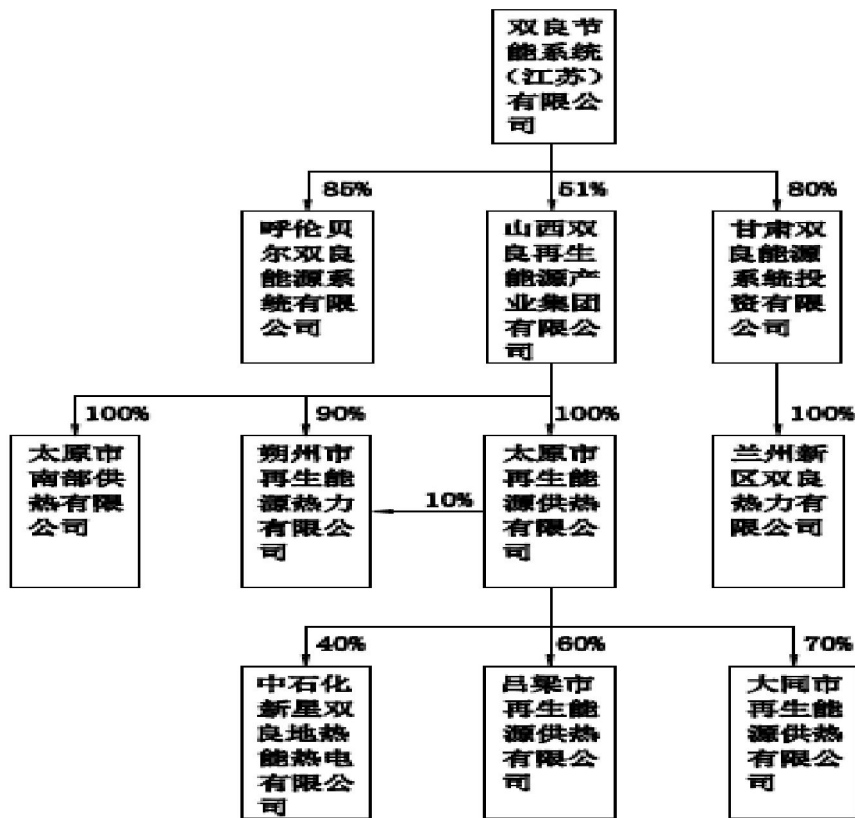 双良节
能系统
(江苏)
有限公
司
85%
51%
80%
呼伦贝
尔双良
能源系
统有限
公司
山西双
良再生
能源产
业集团
有限公
司
甘肃双
良能源
系统投
资有限
公司
100%
90%
100%
100%
太原市
南部供
热有限
公司
朔州市
再生能
源热力
有限公
司
10%
太原市
再生能
源供热
有限公
司
兰州新
区双良
热力有
限公司
40%
60%
70%
中石化
新星双
良地热
能热电
有限公司
吕梁市
再生能
源供热
有限公
司
大同市
再生能
源供热
有限公
司